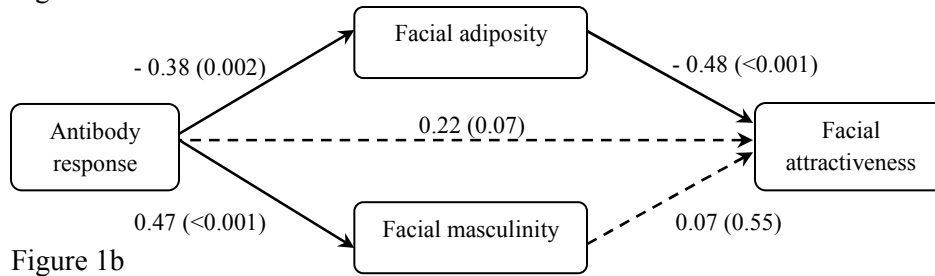 Facial adiposity
- 0.38 (0.002)
- 0.48 (<0.001)
Antibody
response
0.22 (0.07)
Facial
attractiveness
0.47 (<0.001)
Facial masculinity
0.07 (0.55)
Figure 1b